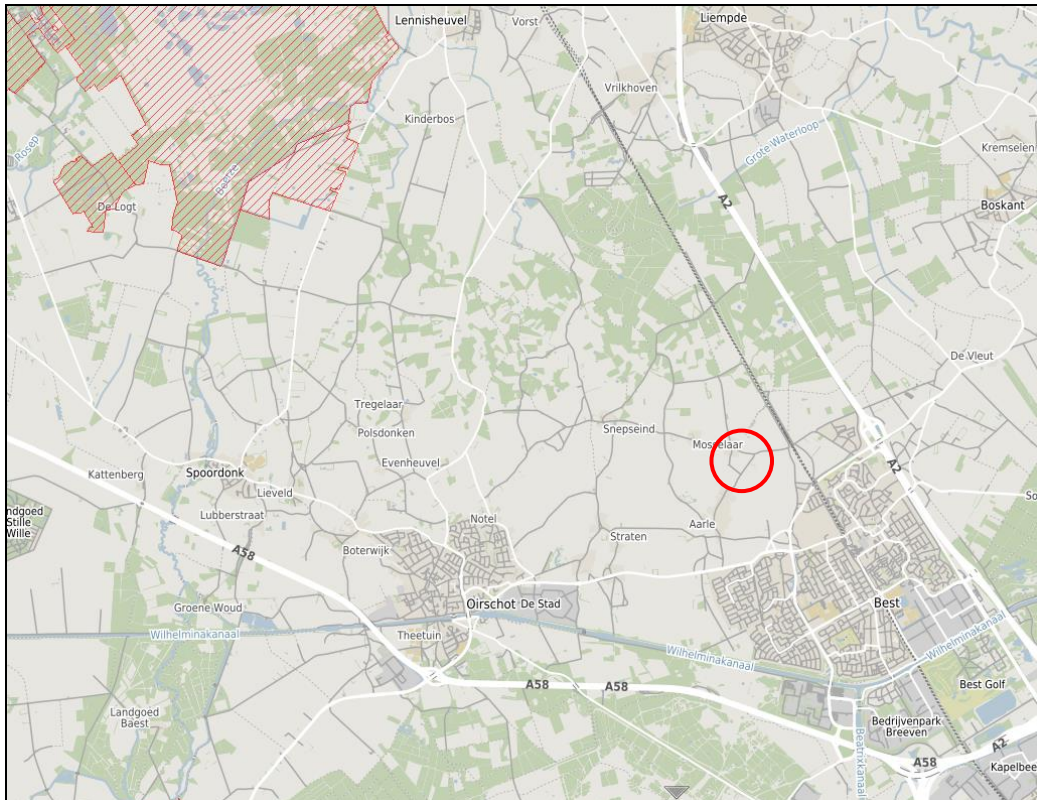 Lennisheuvel
Vorst
Liempde
Vrilkhoven
Kinderbos
Grote Waterloop
Rosep
Kremselen
Beerze
A2
De Logt
Boskant
De Vleut
Tregelaar
Snepseind
Polsdonken
Mosselaar
Evenheuvel
A2
Kattenberg
Spoordonk
Lieveld
So
ndgoed
Stille
Wille
Lubberstraat
Notel
Aarle
Straten
A58
Boterwijk
Groene Woud
Oirschot
De Stad
Best
Wilhelminakanaal
Theetuin
Wilhelminakanaal
Wilhelminakanaal
A58
A58
Best Golf
Landgoed
Baest
Bedrijvenpark
Breeven
Beatrixkanaal
A2
A58
Kapelbee